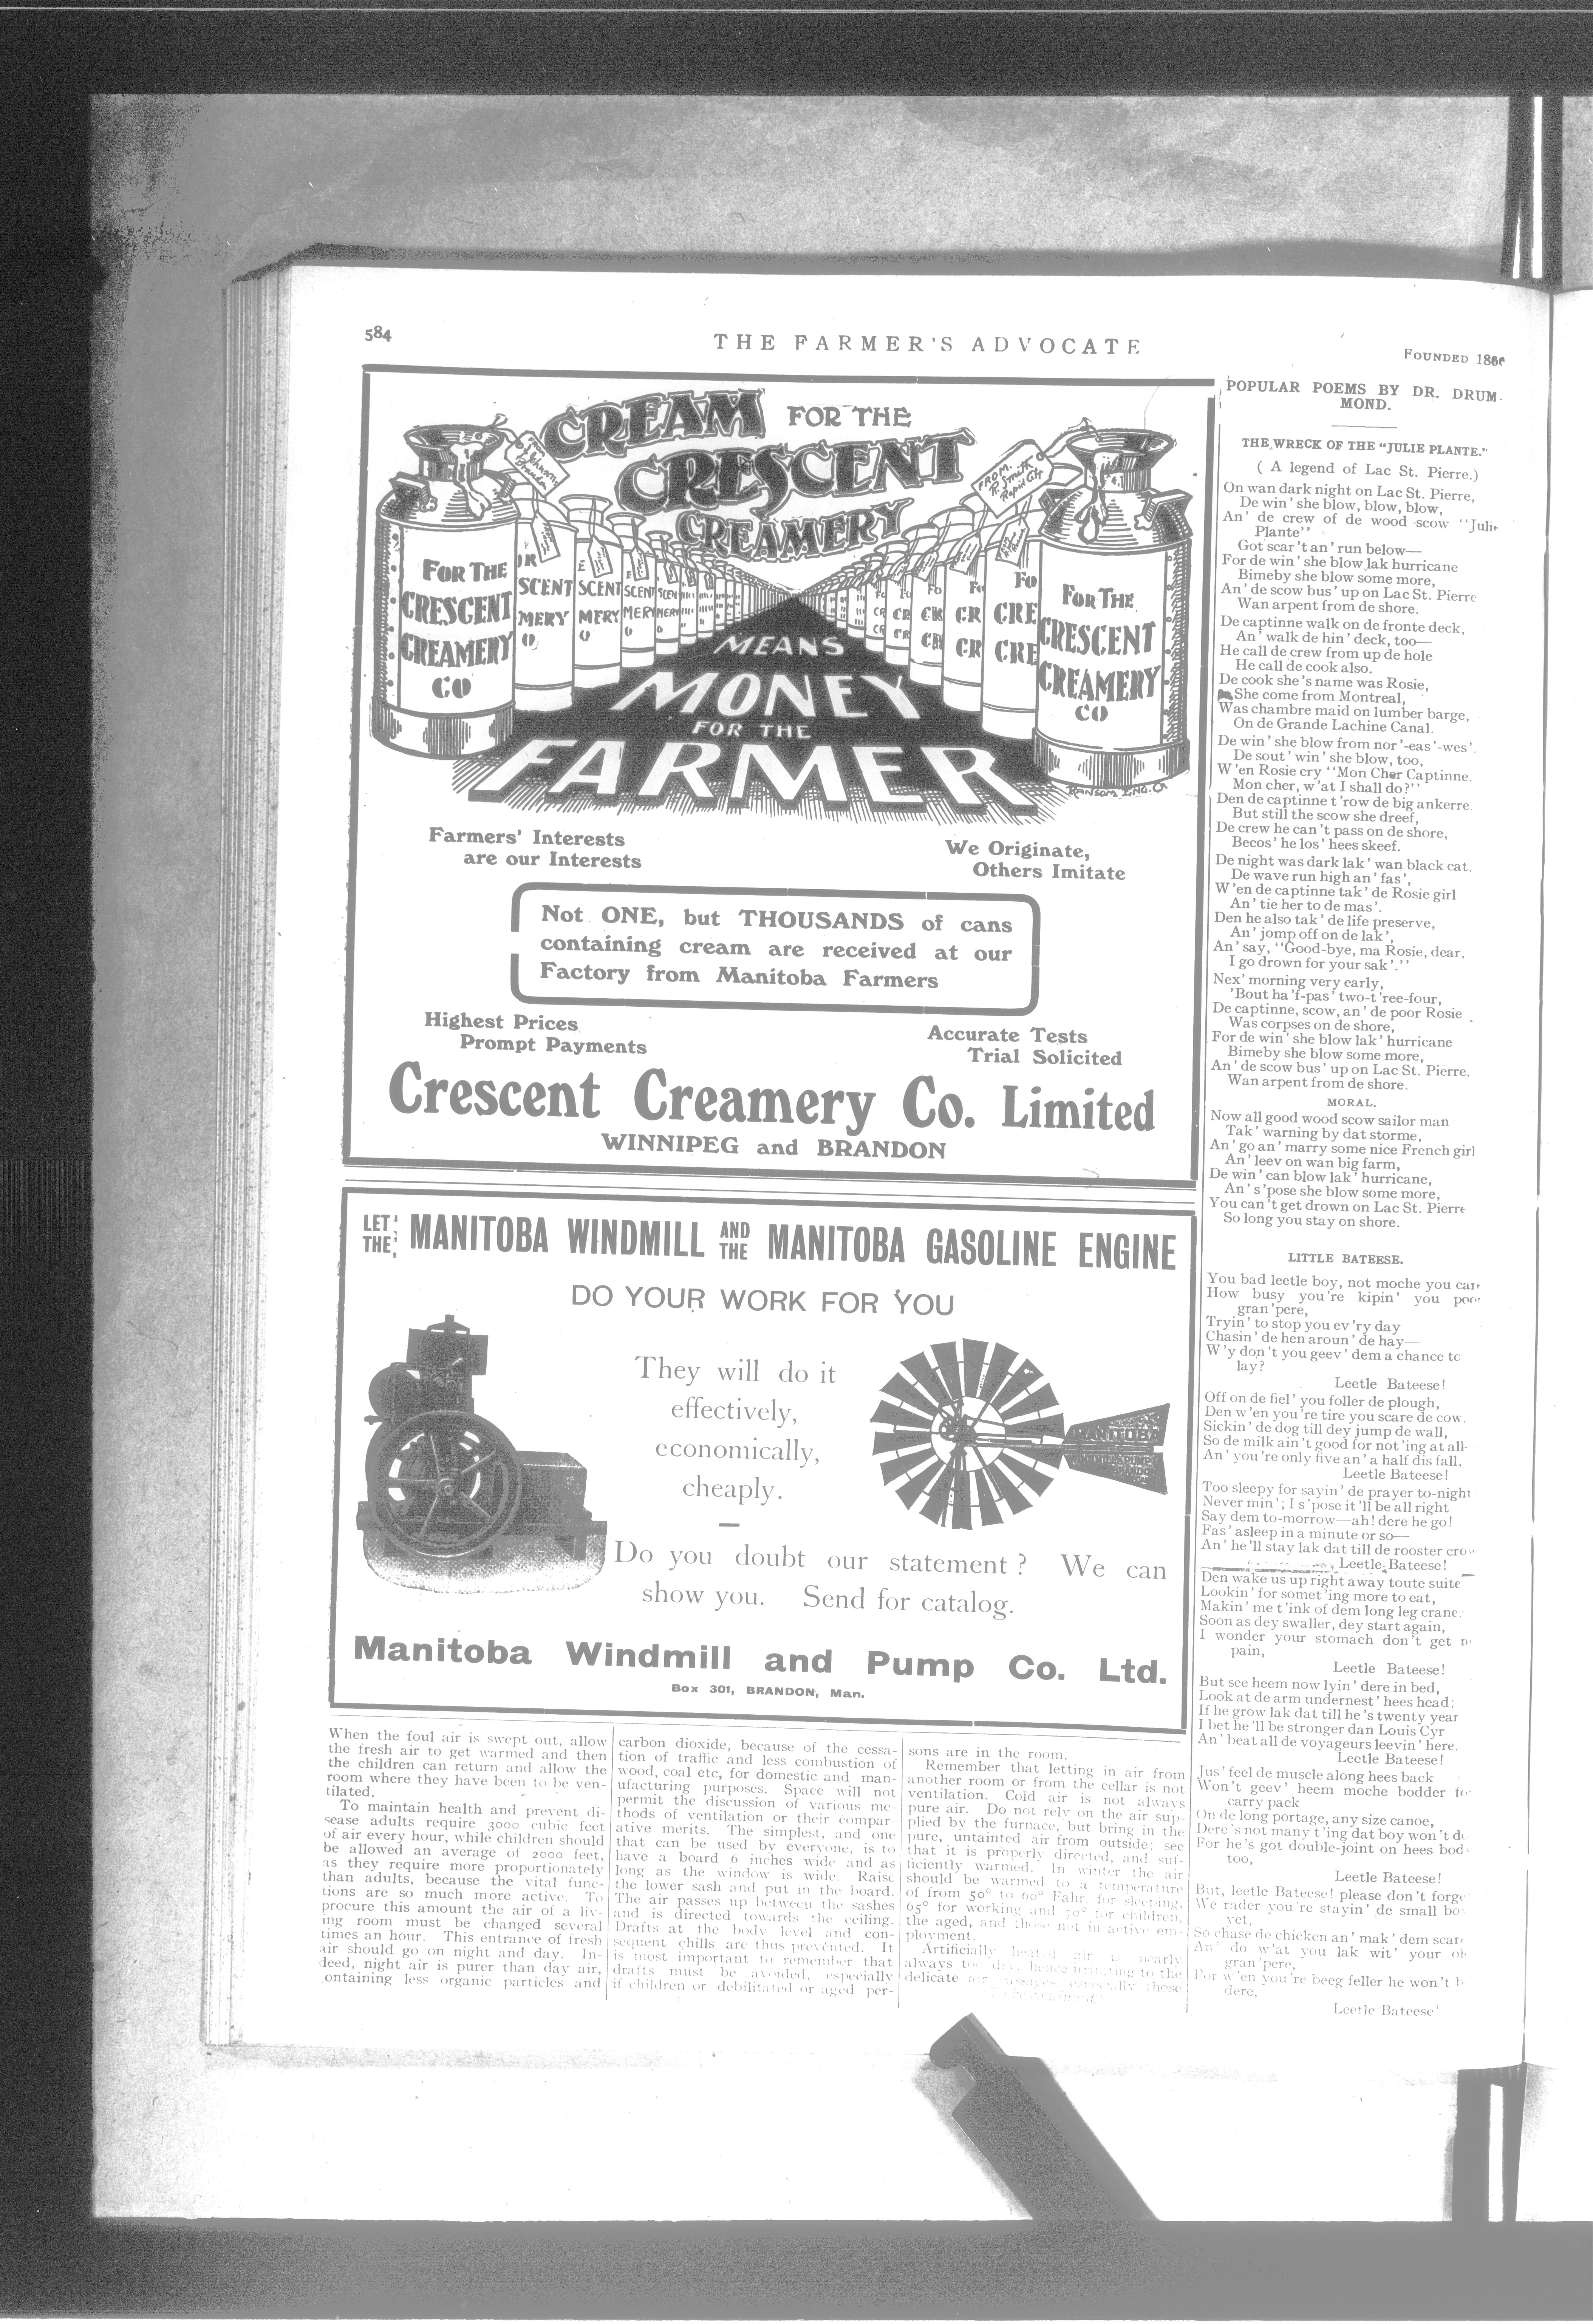 584
THE FARMER'S ADVOCATE
FOUNDED 1866
CREAM FOR THE
CRESCENT
CREAMERY
MEANS
MONEY
FOR THE
FARMER
FOR THE
CRESCENT
CREAMERY
CO
FROM.
R Smith
Rapid City
FOR THE
CRESCENT
CREAMERY
CO
RANSOM ENG. Co
Farmers' Interests
are our Interests
We Originate,
Others Imitate
Not ONE, but THOUSANDS of cans
containing cream are received at our
Factory from Manitoba Farmers
Highest Prices
Prompt Payments
Accurate Tests
Trial Solicited
Crescent Creamery Co. Limited
WINNIPEG and BRANDON
LET THE MANITOBA WINDMILL AND THE MANITOBA GASOLINE ENGINE
DO YOUR WORK FOR YOU
They will do it
effectively,
economically,
cheaply.
MANITOBA
Do you doubt our statement? We can
show you. Send for catalog.
Manitoba Windmill and Pump Co. Ltd.
Box 301, BRANDON, Man.
When the foul air is swept out, allow
the fresh air to get warmed and then
the children can return and allow the
room where they have been to be ven-
tilated.
To maintain health and prevent di-
sease adults require 3000 cubic feet
of air every hour, while children should
be allowed an average of 2000 feet,
as they require more proportionately
than adults, because the vital func-
tions are so much more active. To
procure this amount the air of a liv-
ing room must be changed several
times an hour. This entrance of fresh
air should go on night and day. In-
deed, night air is purer than day air,
containing less organic particles and
carbon dioxide, because of the cessa-
tion of traffic and less combustion of
wood, coal etc, for domestic and man-
ufacturing purposes. Space will not
permit the discussion of various me-
thods of ventilation or their compar-
ative merits. The simplest, and one
that can be used by everyone, is to
have a board 6 inches wide and as
long as the window is wide. Raise
the lower sash and put in the board.
The air passes up between the sashes
and is directed towards the ceiling.
Drafts at the body level and con-
sequent chills are thus prevented. It
is most important to remember that
drafts must be avoided, especially
if children or debilitated or aged per-
sons are in the room.
Remember that letting in air from
another room or from the cellar is not
ventilation. Cold air is not always
pure air. Do not rely on the air sup-
plied by the furnace, but bring in the
pure, untainted air from outside; see
that it is properly directed, and suf-
ficiently warmed. In winter the air
should be warmed to a temperature
of from 50° to 60° Fahr. for sleeping,
65° for working and 70° for children,
the aged, and those not in active em-
ployment.
Artificially heated air is nearly
always too dry, hence irritating to the
delicate air passages, especially those
POPULAR POEMS BY DR. DRUM-
MOND.
THE WRECK OF THE "JULIE PLANTE."
( A legend of Lac St. Pierre.)
On wan dark night on Lac St. Pierre,
De win' she blow, blow, blow,
An' de crew of de wood scow "Julie
Plante"
Got scar't an' run below—
For de win' she blow lak hurricane
Bimeby she blow some more,
An' de scow bus' up on Lac St. Pierre
Wan arpent from de shore.
De captinne walk on de fronte deck,
An' walk de hin' deck, too—
He call de crew from up de hole
He call de cook also.
De cook she's name was Rosie,
She come from Montreal,
Was chambre maid on lumber barge,
On de Grande Lachine Canal.
De win' she blow from nor'-eas'-wes'.
De sout' win' she blow, too,
W'en Rosie cry "Mon Cher Captinne.
Mon cher, w'at I shall do?"
Den de captinne t'row de big ankerre.
But still the scow she dreef,
De crew he can't pass on de shore,
Becos' he los' hees skeef.
De night was dark lak' wan black cat.
De wave run high an' fas',
W'en de captinne tak' de Rosie girl
An' tie her to de mas'.
Den he also tak' de life preserve,
An' jomp off on de lak',
An' say, "Good-bye, ma Rosie, dear,
I go drown for your sak'."
Nex' morning very early,
'Bout ha'f-pas' two-t'ree-four,
De captinne, scow, an' de poor Rosie
Was corpses on de shore,
For de win' she blow lak' hurricane
Bimeby she blow some more,
An' de scow bus' up on Lac St. Pierre,
Wan arpent from de shore.
MORAL.
Now all good wood scow sailor man
Tak' warning by dat storme,
An' go an' marry some nice French girl
An' leev on wan big farm,
De win' can blow lak' hurricane,
An' s'pose she blow some more,
You can't get drown on Lac St. Pierre
So long you stay on shore.
LITTLE BATEESE.
You bad leetle boy, not moche you care
How busy you're kipin' you poor
gran'pere,
Tryin' to stop you ev'ry day
Chasin' de hen aroun' de hay—
W'y don't you geev' dem a chance to
lay?
Leetle Bateese!
Off on de fiel' you foller de plough,
Den w'en you're tire you scare de cow.
Sickin' de dog till dey jump de wall,
So de milk ain't good for not'ing at all-
An' you're only five an' a half dis fall,
Leetle Bateese!
Too sleepy for sayin' de prayer to-night
Never min'; I s'pose it'll be all right
Say dem to-morrow—ah! dere he go!
Fas' asleep in a minute or so—
An' he'll stay lak dat till de rooster crow
Leetle Bateese!
Den wake us up right away toute suite
Lookin' for somet'ing more to eat,
Makin' me t'ink of dem long leg crane.
Soon as dey swaller, dey start again,
I wonder your stomach don't get no
pain,
Leetle Bateese!
But see heem now lyin' dere in bed,
Look at de arm undernest' hees head;
If he grow lak dat till he's twenty year
I bet he'll be stronger dan Louis Cyr
An' beat all de voyageurs leevin' here.
Leetle Bateese!
Jus' feel de muscle along hees back
Won't geev' heem moche bodder for
carry pack
On de long portage, any size canoe,
Dere's not many t'ing dat boy won't do
For he's got double-joint on hees body
too,
Leetle Bateese!
But, leetle Bateese! please don't forget
We rader you're stayin' de small boy
yet,
So chase de chicken an' mak' dem scare
An' do w'at you lak wit' your ole
gran'pere,
For w'en you're beeg feller he won't be
dere,
Leetle Bateese!